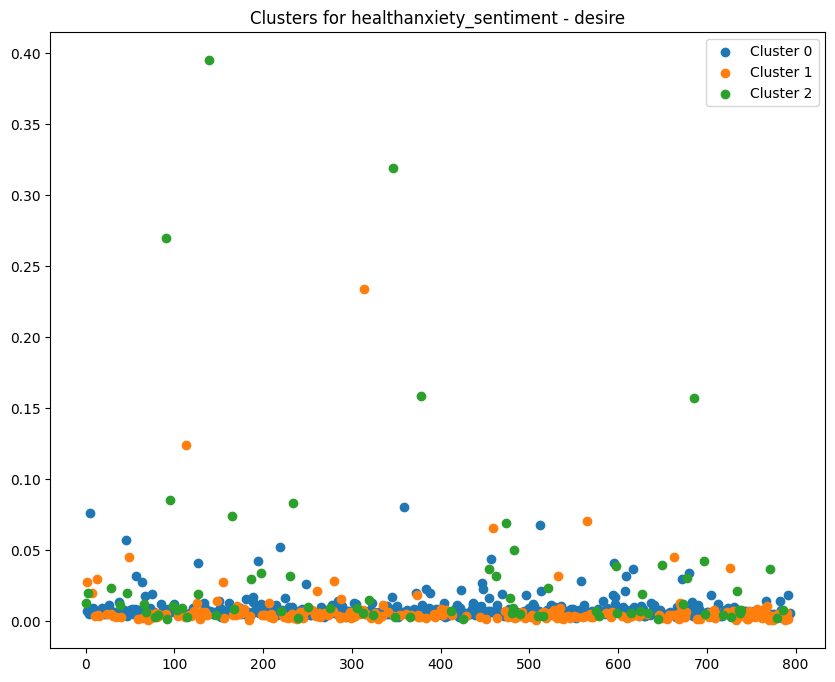 Clusters for healthanxiety_sentiment - desire
Cluster 0
Cluster 1
Cluster 2
0.40
0.35
0.30
0.25
0.20
0.15
0.10
0.05
0.00
0 100 200 300 400 500 600 700 800